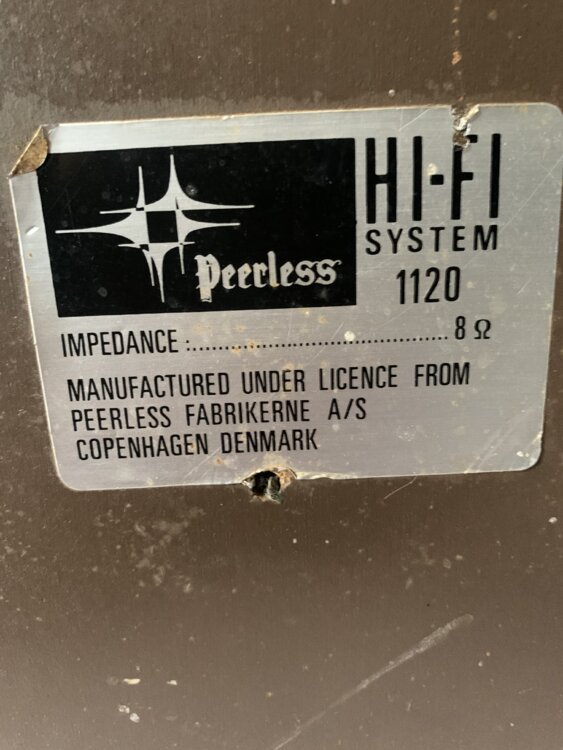 Peerless
HI-FI
SYSTEM
1120
IMPEDANCE :.......................................... 8 Ω
MANUFACTURED UNDER LICENCE FROM
PEERLESS FABRIKERNE A/S
COPENHAGEN DENMARK